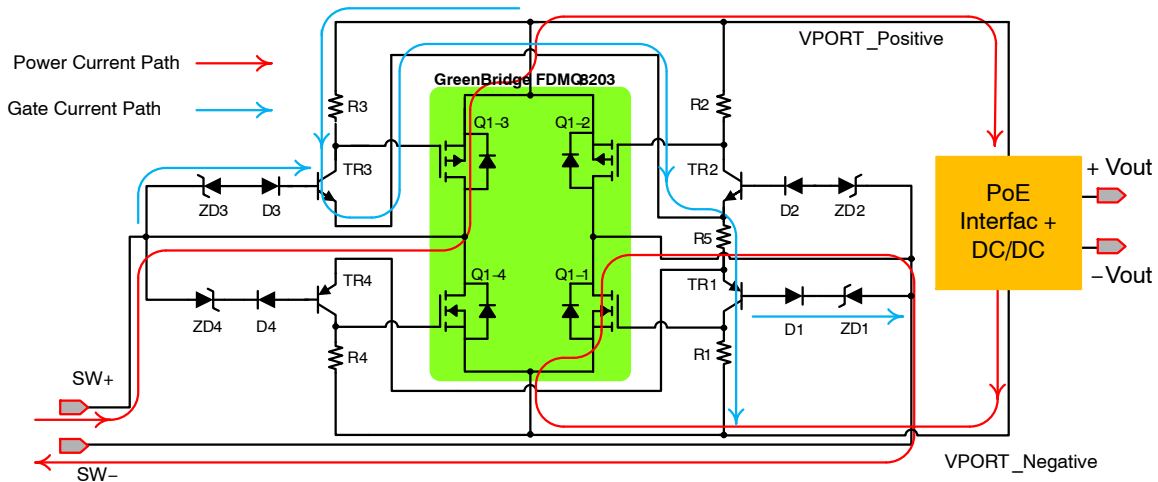 VPORT _Positive
Power Current Path
GreenBridge FDMQ8203
Gate Current Path
R3
R2
Q1–3
Q1–2
TR3
TR2
+ Vout
PoE
Interfac +
DC/DC
ZD3
D3
D2
ZD2
R5
–Vout
TR4
Q1–4
Q1–1
TR1
ZD4
D4
D1
ZD1
R4
R1
SW+
SW–
VPORT _Negative